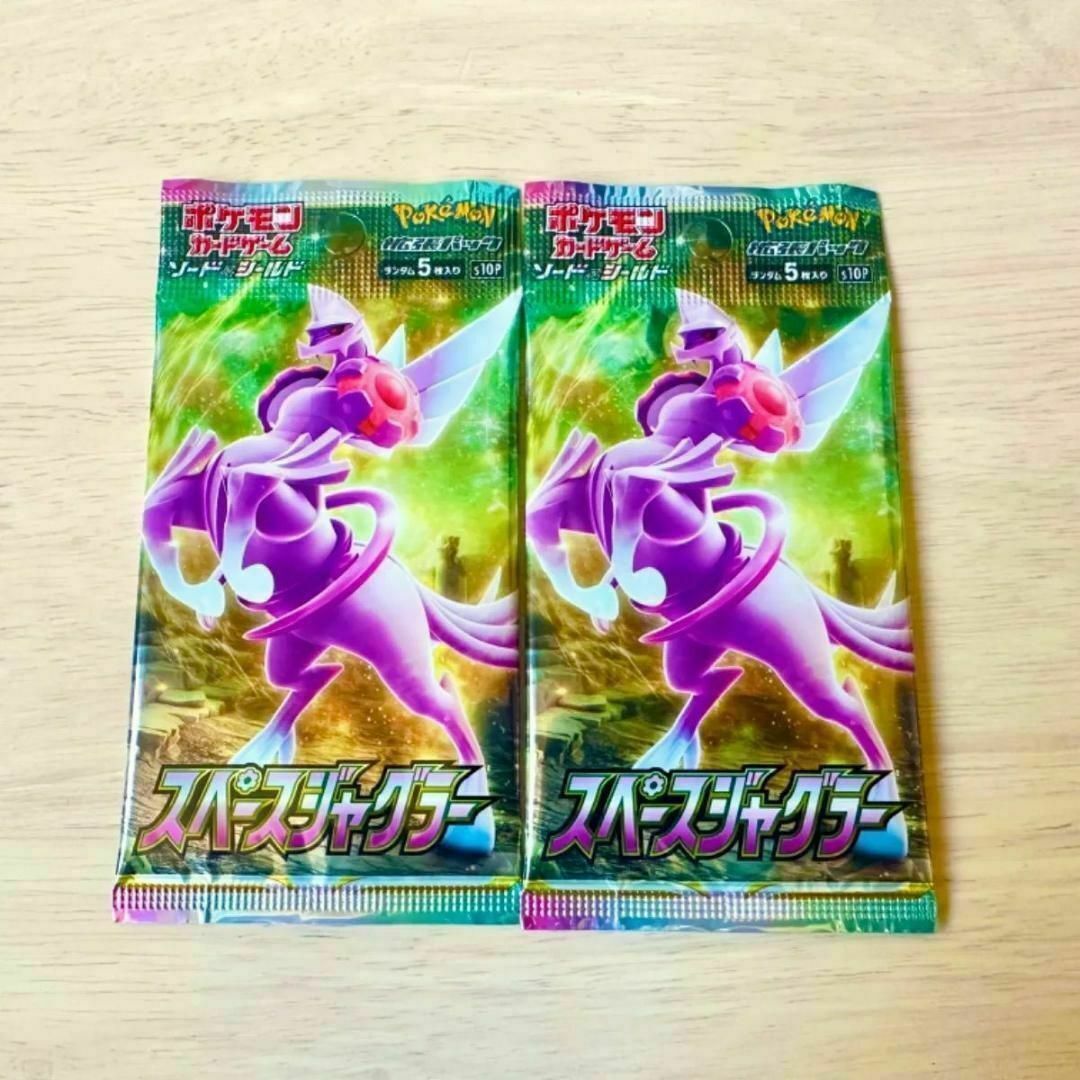 ポケモン
カードゲーム
ソード シールド
Pokémon
拡張パック
ランダム5枚入り s10P
スペースジャグラー
ポケモン
カードゲーム
ソード シールド
Pokémon
拡張パック
ランダム5枚入り s10P
スペースジャグラー